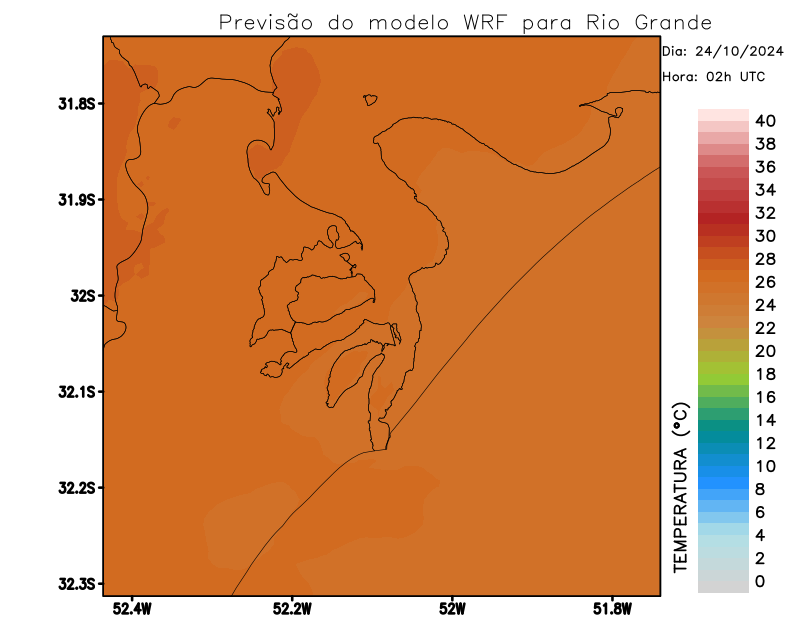 Previsão do modelo WRF para Rio Grande
Dia: 24/10/2024
Hora: 02h UTC
31.8S
31.9S
32S
32.1S
32.2S
32.3S
52.4W
52.2W
52W
51.8W
TEMPERATURA (°C)
40
38
36
34
32
30
28
26
24
22
20
18
16
14
12
10
8
6
4
2
0